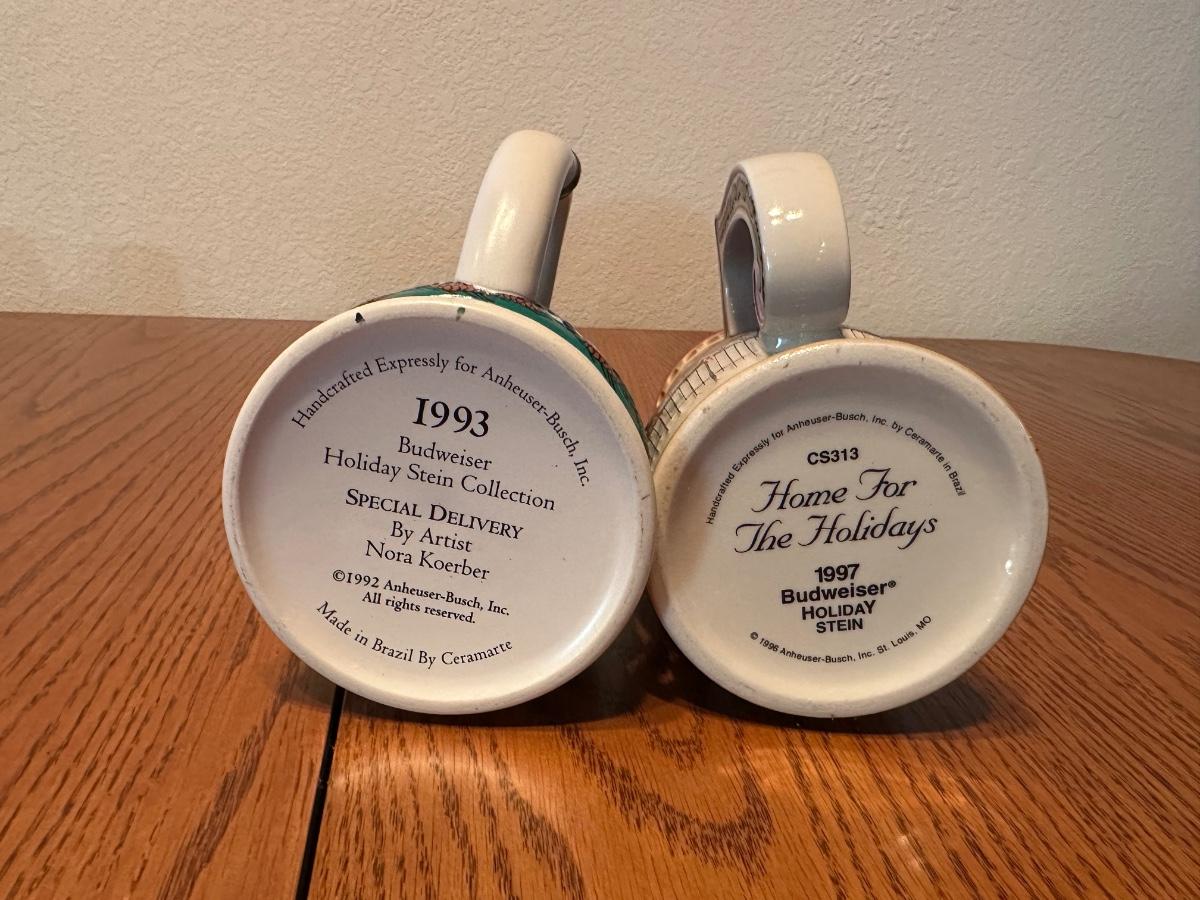 Handcrafted Expressly for Anheuser-Busch, Inc.
1993
Budweiser
Holiday Stein Collection
SPECIAL DELIVERY
By Artist
Nora Koerber
©1992 Anheuser-Busch, Inc.
All rights reserved.
Made in Brazil By Ceramarte
Handcrafted Expressly for Anheuser-Busch, Inc. by Ceramarte in Brazil
CS313
Home For
The Holidays
1997
Budweiser®
HOLIDAY
STEIN
© 1996 Anheuser-Busch, Inc. St. Louis, MO